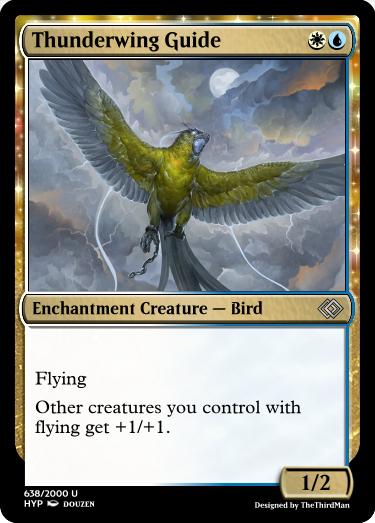 Thunderwing Guide
Enchantment Creature — Bird
Flying
Other creatures you control with
flying get +1/+1.
1/2
638/2000 U
HYP DOUZEN
Designed by TheThirdMan